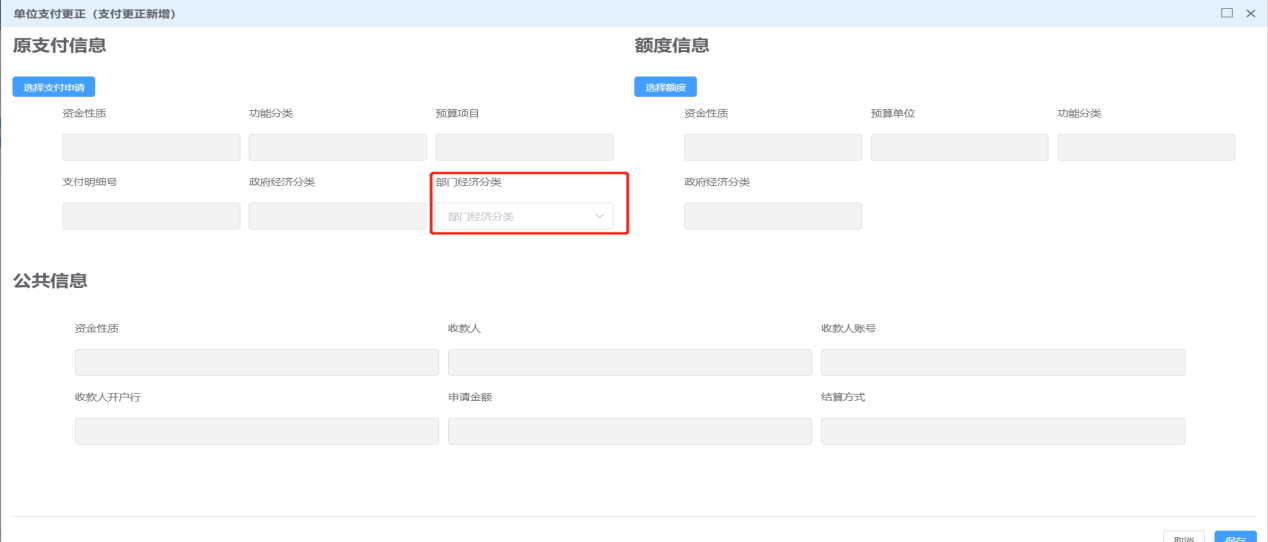 单位支付更正（支付更正新增）
原支付信息
额度信息
选择支付申请
选择额度
资金性质
功能分类
预算项目
资金性质
预算单位
功能分类
支付明细号
政府经济分类
部门经济分类
政府经济分类
部门经济分类
公共信息
资金性质
收款人
收款人账号
收款人开户行
申请金额
结算方式
取消
保存